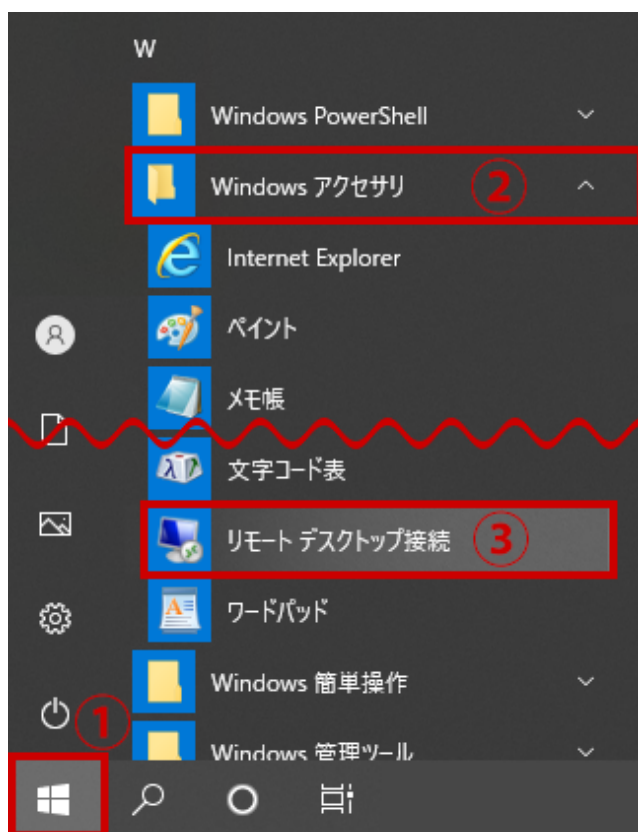 W
Windows PowerShell
Windows アクセサリ ②
Internet Explorer
ペイント
メモ帳
文字コード表
リモート デスクトップ接続 ③
ワードパッド
Windows 簡単操作
①
Windows 管理ツール